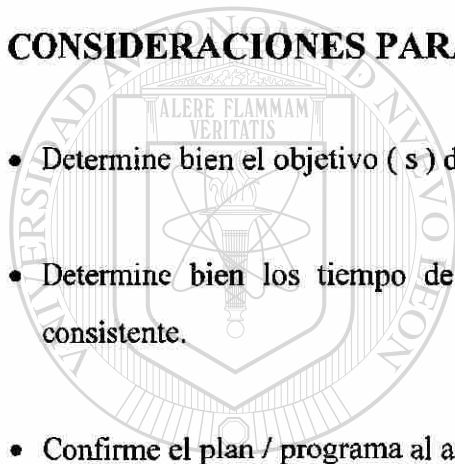 CONSIDERACIONES PARA
ALERE FLAMMAM
VERITATIS
• Determine bien el objetivo ( s ) d
• Determine bien los tiempo de
consistente.
• Confirme el plan / programa al a